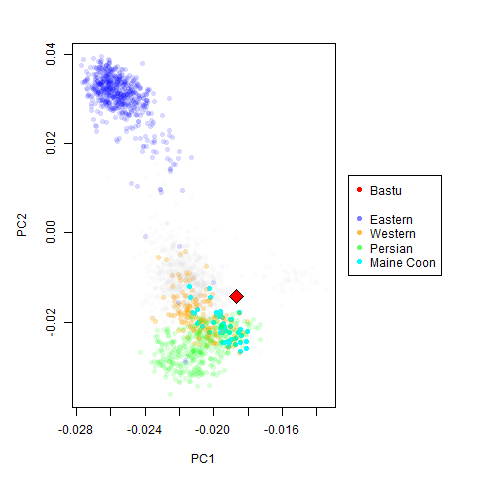 0.04
0.02
0.00
-0.02
PC2
-0.028
-0.024
-0.020
-0.016
PC1
Bastu
Eastern
Western
Persian
Maine Coon